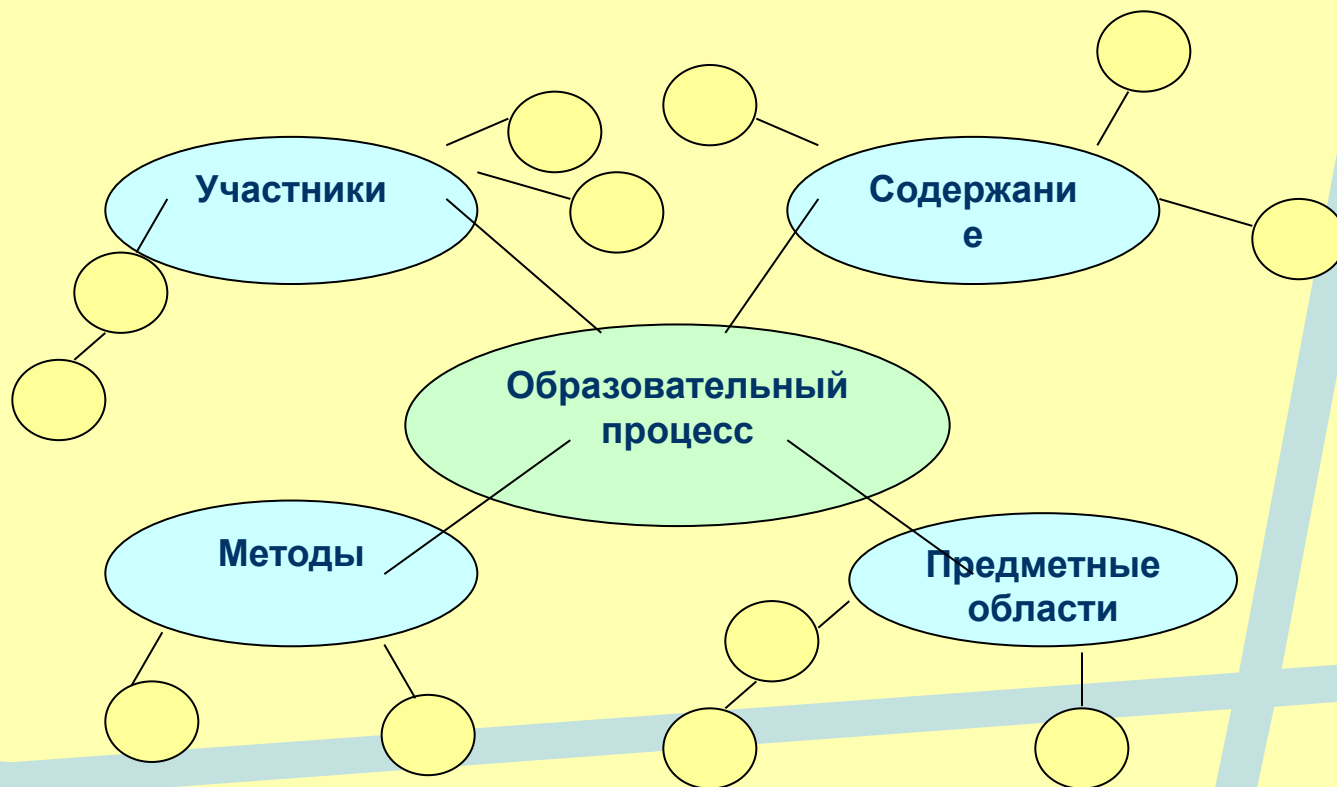 Участники
Содержани
е
Образовательный
процесс
Методы
Предметные
области